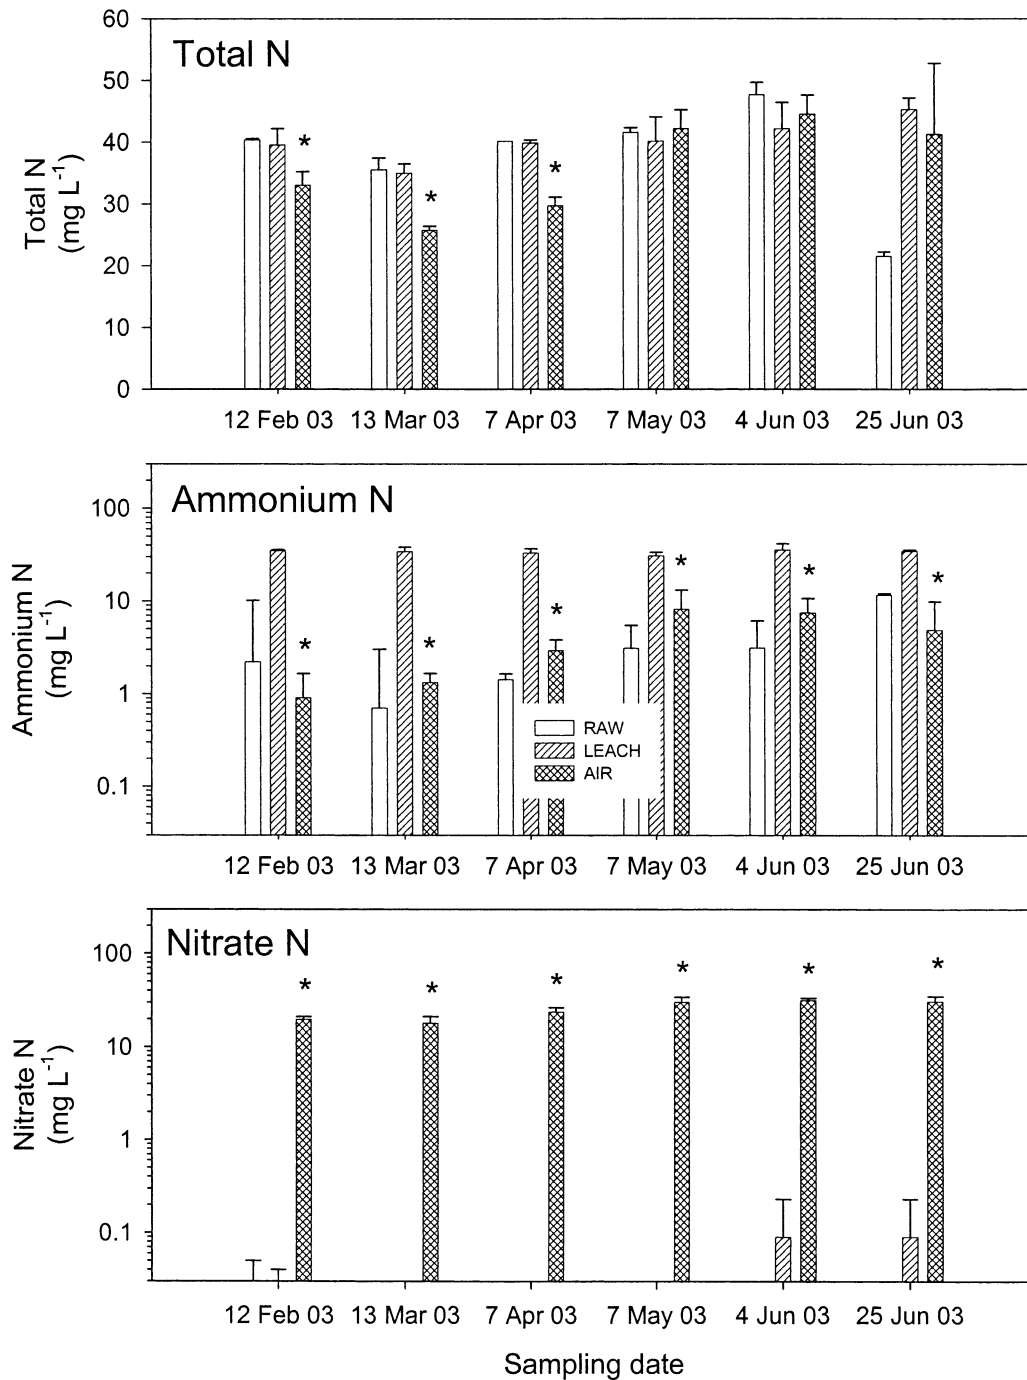 Total N
Total N
(mg L⁻¹)
60
50
40
30
20
10
0
* * *
12 Feb 03 13 Mar 03 7 Apr 03 7 May 03 4 Jun 03 25 Jun 03
Ammonium N
Ammonium N
(mg L⁻¹)
100
10
1
0.1
* * * * * *
RAW
LEACH
AIR
12 Feb 03 13 Mar 03 7 Apr 03 7 May 03 4 Jun 03 25 Jun 03
Nitrate N
Nitrate N
(mg L⁻¹)
100
10
1
0.1
* * * * * *
12 Feb 03 13 Mar 03 7 Apr 03 7 May 03 4 Jun 03 25 Jun 03
Sampling date